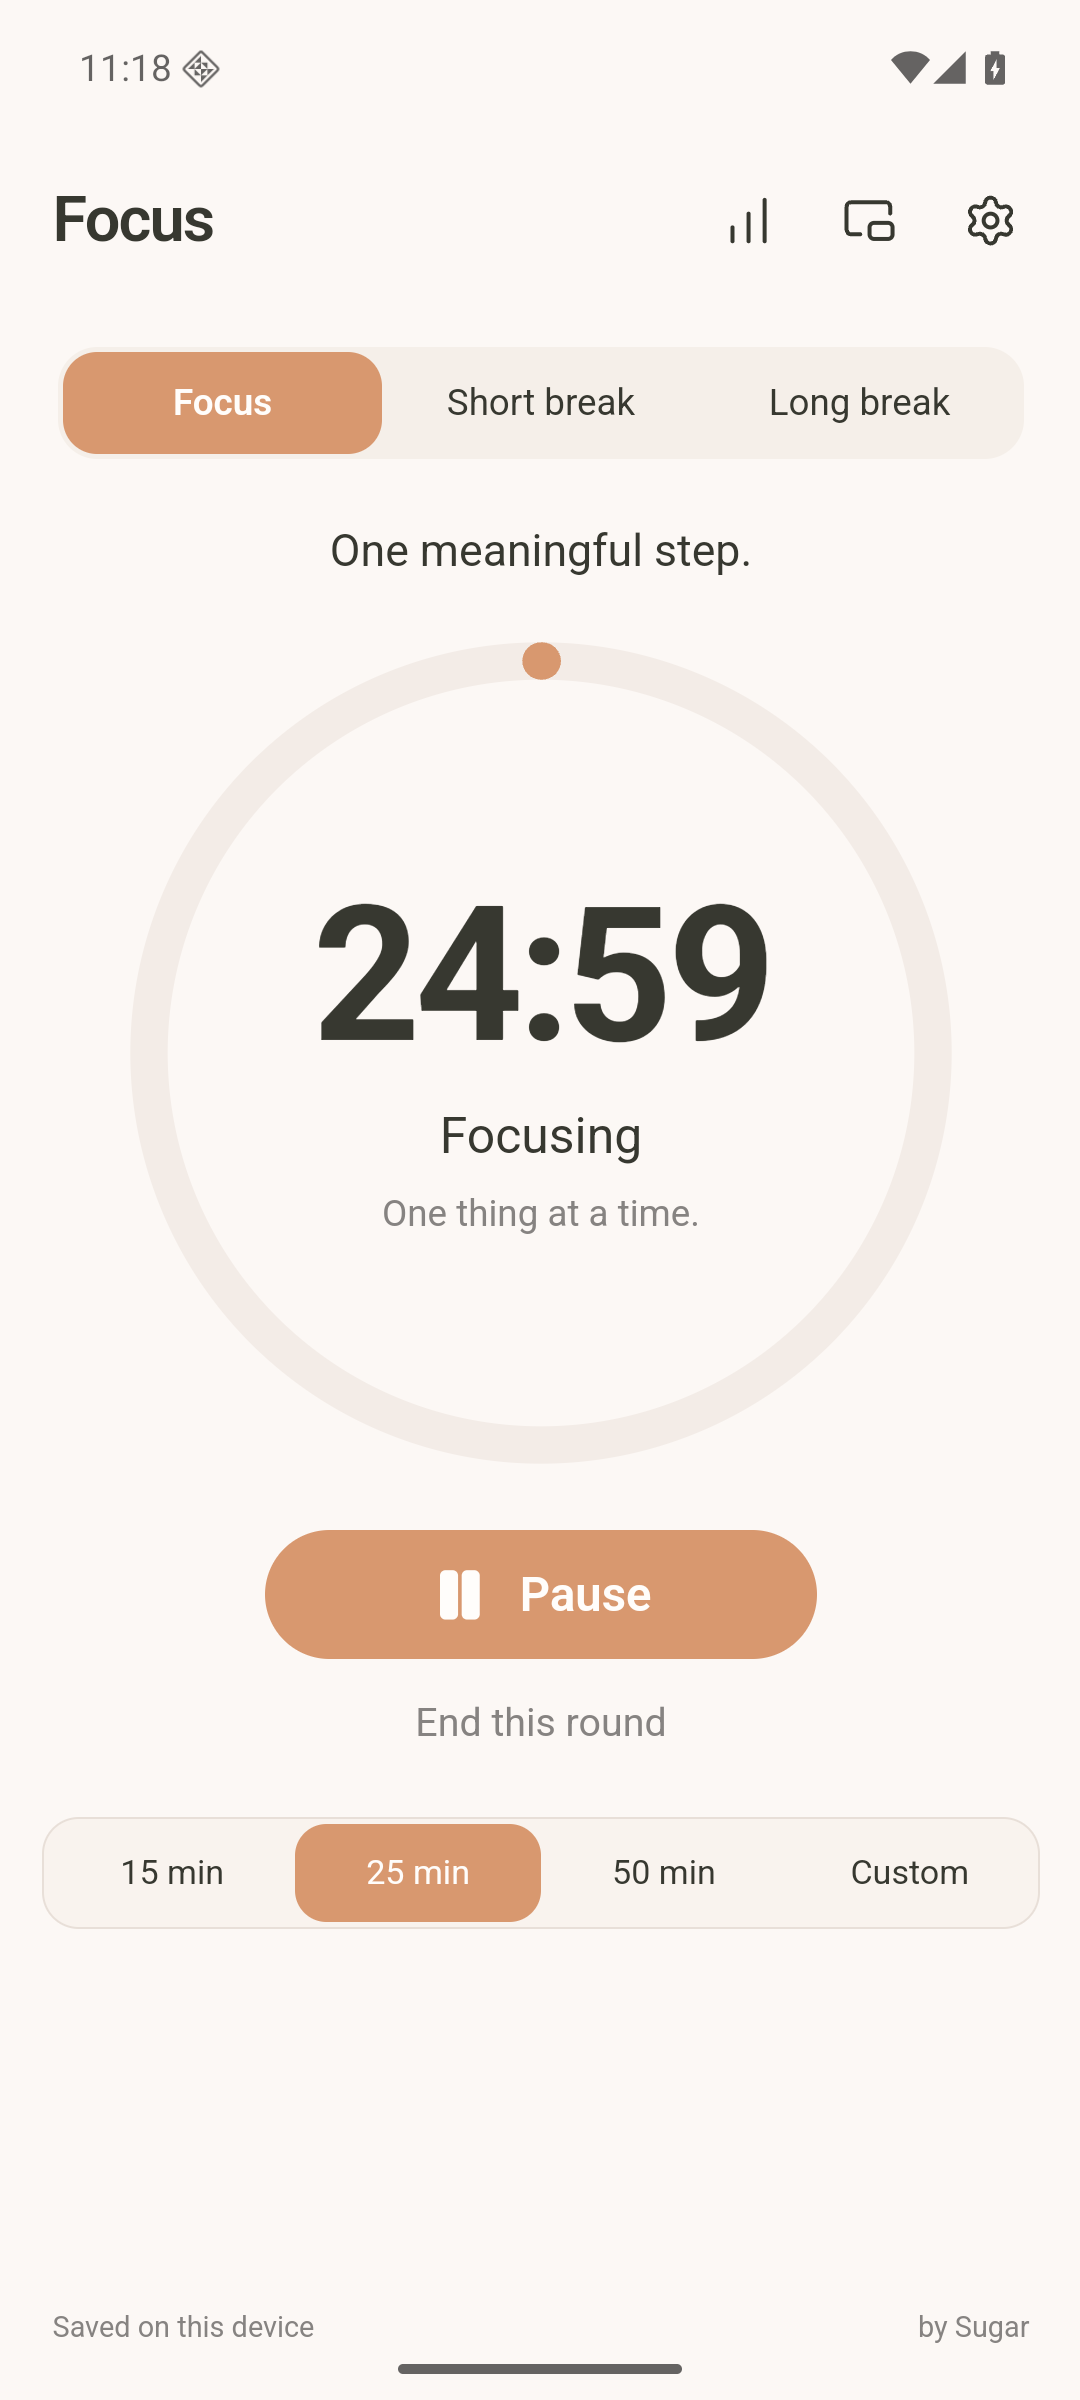 11:18
Focus
Focus Short break Long break
One meaningful step.
24:59
Focusing
One thing at a time.
Pause
End this round
15 min 25 min 50 min Custom
Saved on this device by Sugar